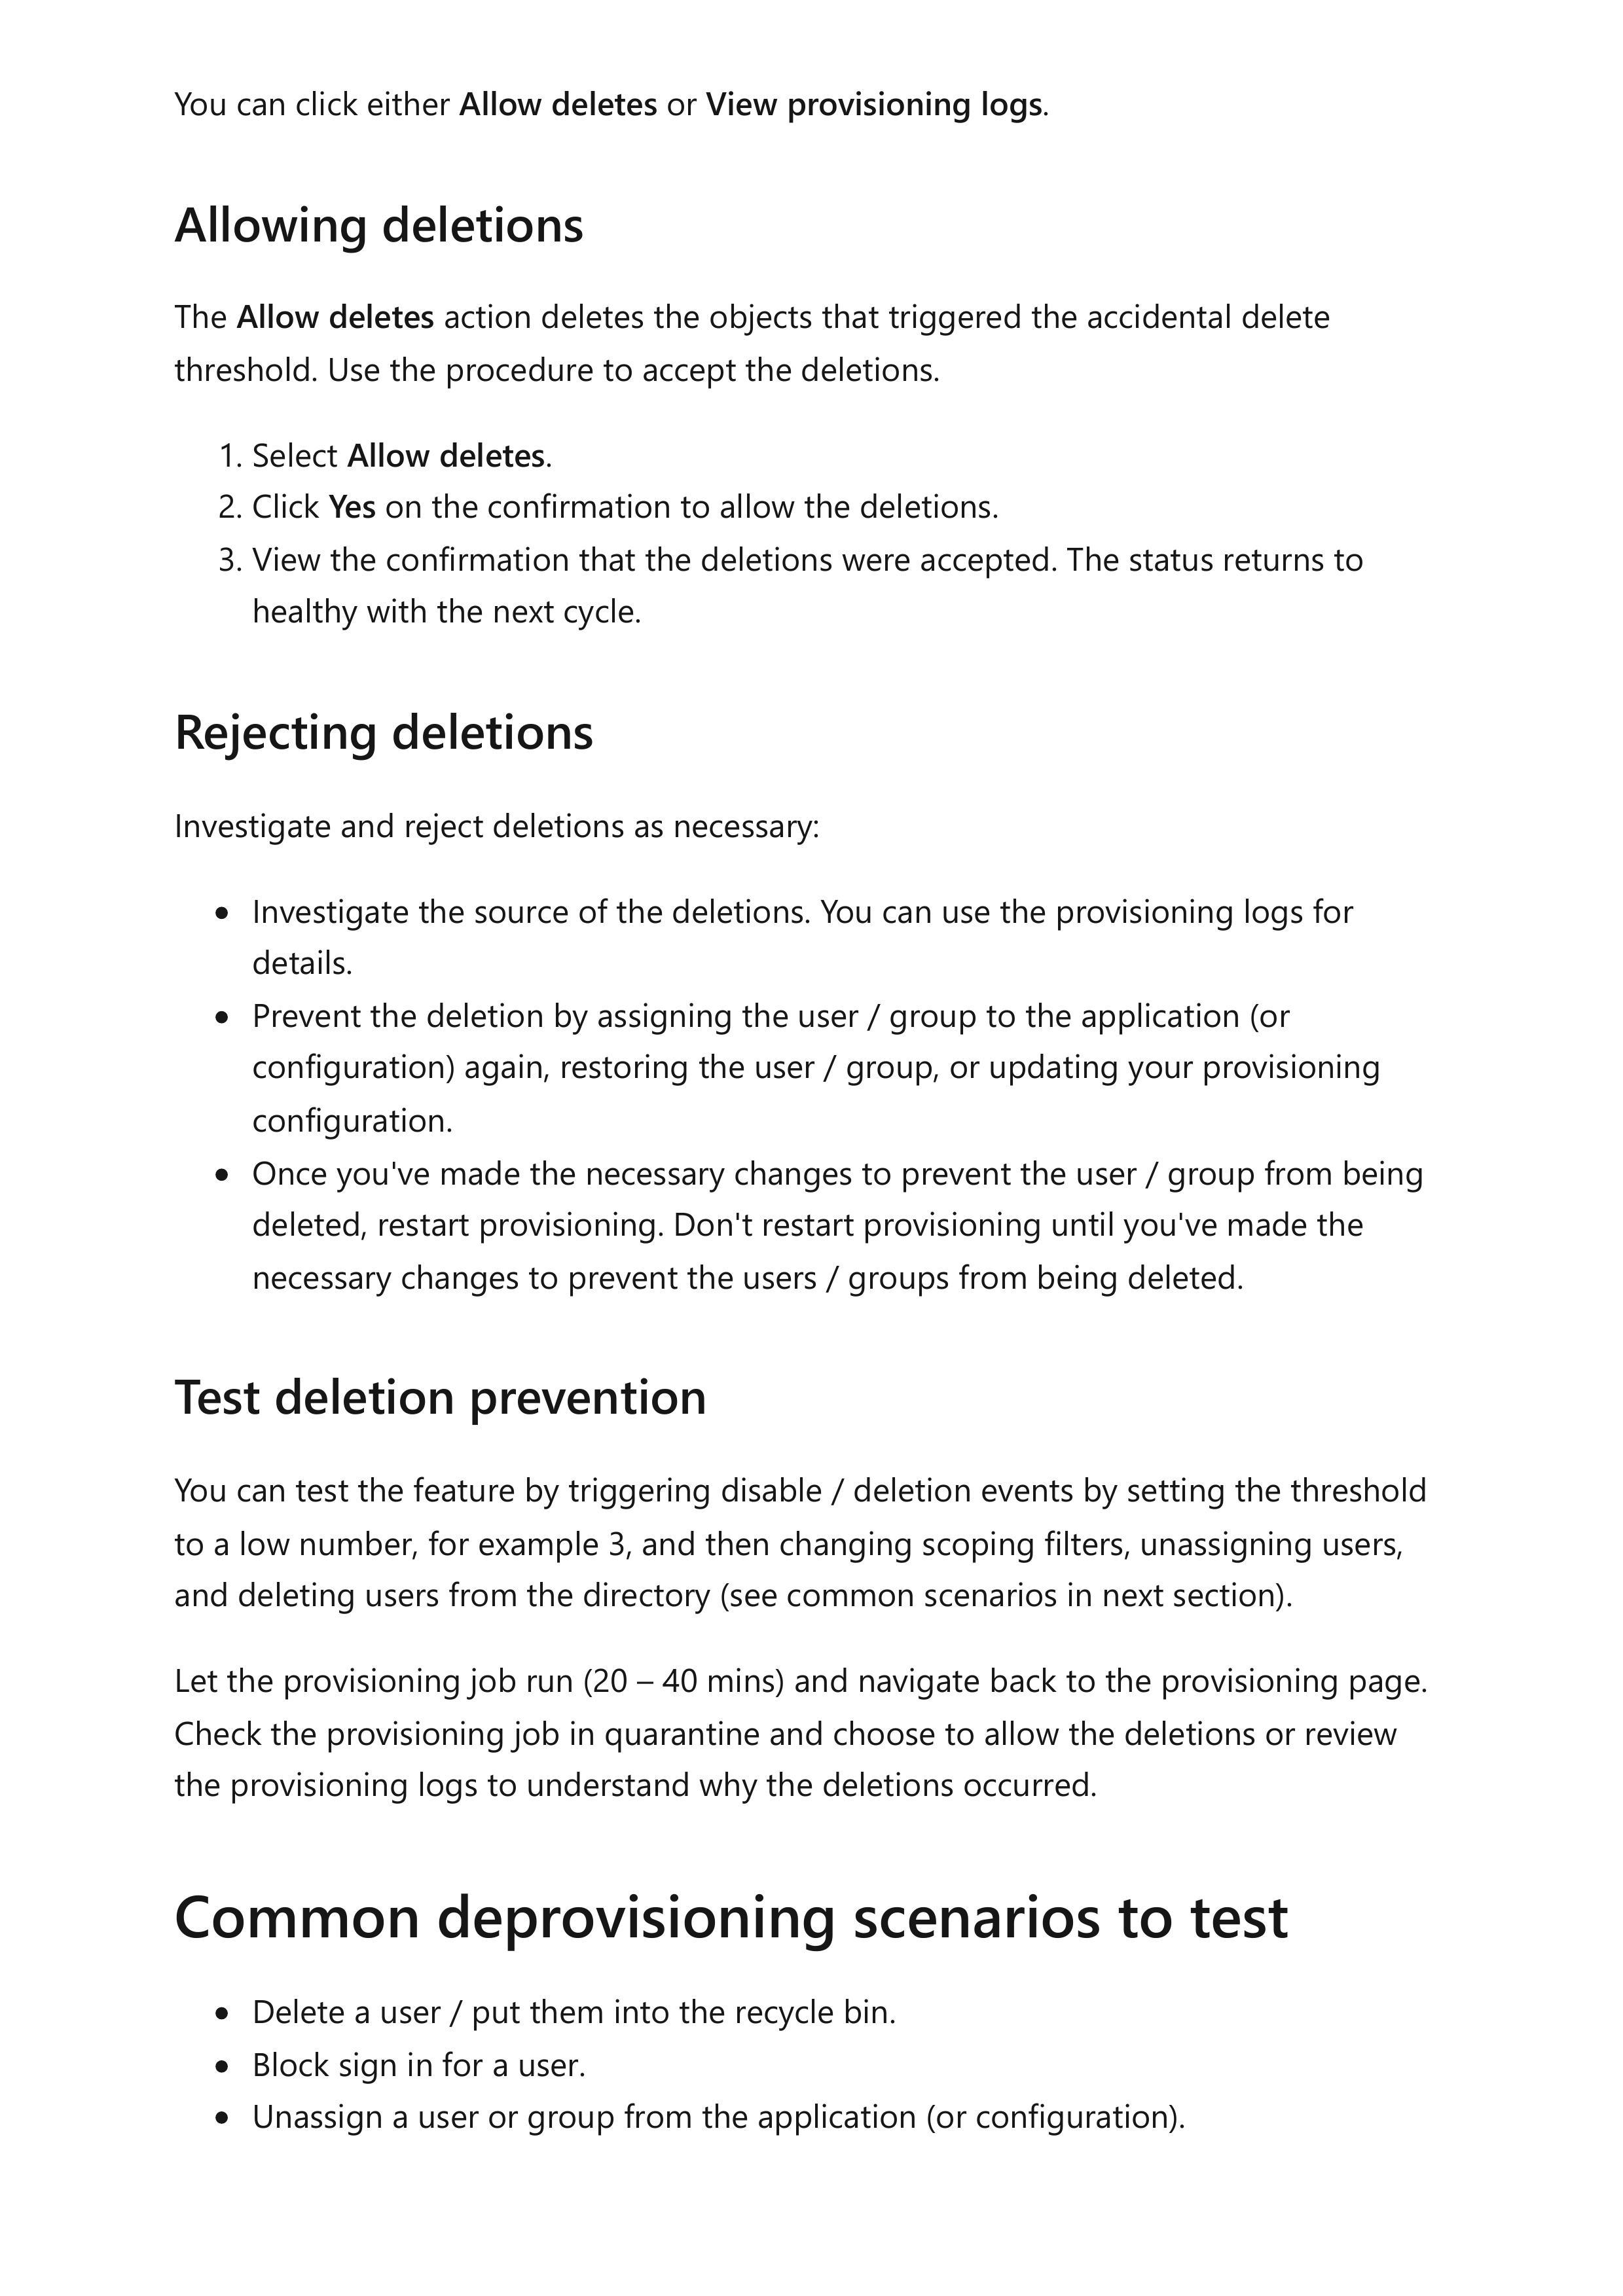 You can click either Allow deletes or View provisioning logs.
Allowing deletions
The Allow deletes action deletes the objects that triggered the accidental delete
threshold. Use the procedure to accept the deletions.
1. Select Allow deletes.
2. Click Yes on the confirmation to allow the deletions.
3. View the confirmation that the deletions were accepted. The status returns to
healthy with the next cycle.
Rejecting deletions
Investigate and reject deletions as necessary:
● Investigate the source of the deletions. You can use the provisioning logs for
details.
● Prevent the deletion by assigning the user / group to the application (or
configuration) again, restoring the user / group, or updating your provisioning
configuration.
● Once you've made the necessary changes to prevent the user / group from being
deleted, restart provisioning. Don't restart provisioning until you've made the
necessary changes to prevent the users / groups from being deleted.
Test deletion prevention
You can test the feature by triggering disable / deletion events by setting the threshold
to a low number, for example 3, and then changing scoping filters, unassigning users,
and deleting users from the directory (see common scenarios in next section).
Let the provisioning job run (20 – 40 mins) and navigate back to the provisioning page.
Check the provisioning job in quarantine and choose to allow the deletions or review
the provisioning logs to understand why the deletions occurred.
Common deprovisioning scenarios to test
● Delete a user / put them into the recycle bin.
● Block sign in for a user.
● Unassign a user or group from the application (or configuration).